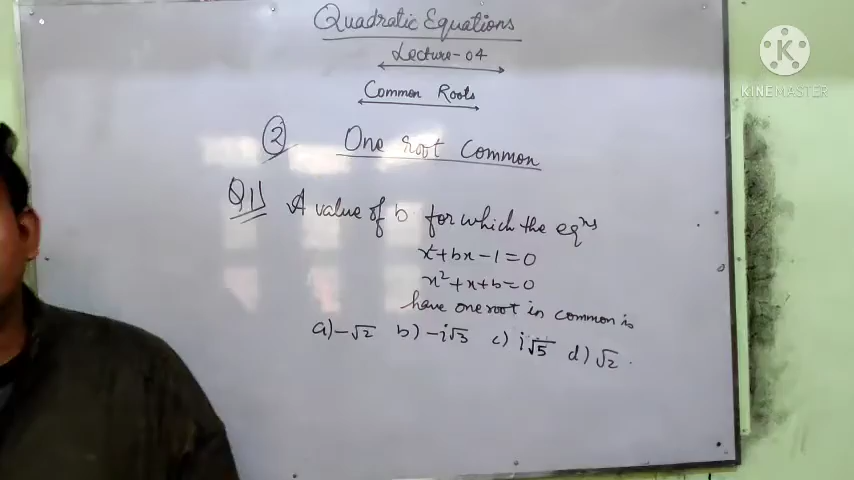 Quadratic Equations
Lecture-04
Common Roots
K
KINEMASTER
② One root common
Q1 A value of b for which the eqns
x²+bx-1=0
x²+x+b=0
have one root in common is
a) -√2 b) -i√3 c) i√5 d) √2.